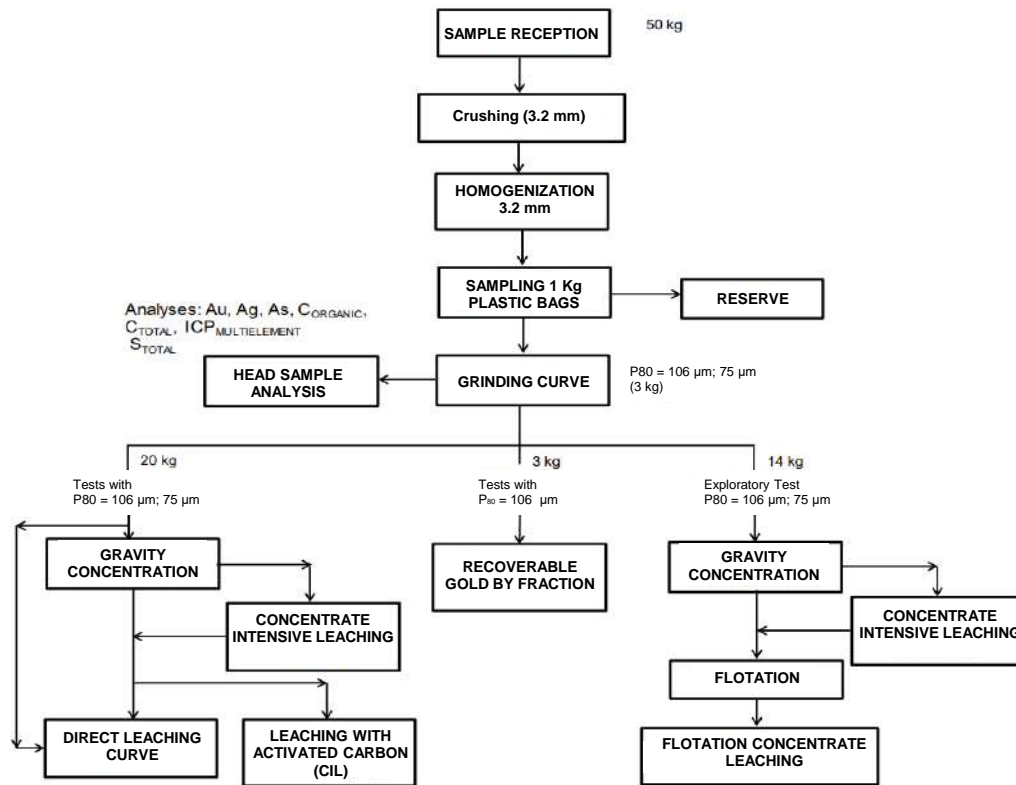 SAMPLE RECEPTION
50 kg
Crushing (3.2 mm)
HOMOGENIZATION
3.2 mm
SAMPLING 1 Kg
PLASTIC BAGS
RESERVE
Analyses: Au, Ag, As, CORGANIC,
CTOTAL, ICPMULTIELEMENT
STOTAL
HEAD SAMPLE
ANALYSIS
GRINDING CURVE
P80 = 106 µm; 75 µm
(3 kg)
20 kg
Tests with
P80 = 106 µm; 75 µm
GRAVITY
CONCENTRATION
CONCENTRATE
INTENSIVE LEACHING
DIRECT LEACHING
CURVE
LEACHING WITH
ACTIVATED CARBON
(CIL)
3 kg
Tests with
P80 = 106 µm
RECOVERABLE
GOLD BY FRACTION
14 kg
Exploratory Test
P80 = 106 µm; 75 µm
GRAVITY
CONCENTRATION
CONCENTRATE
INTENSIVE LEACHING
FLOTATION
FLOTATION CONCENTRATE
LEACHING